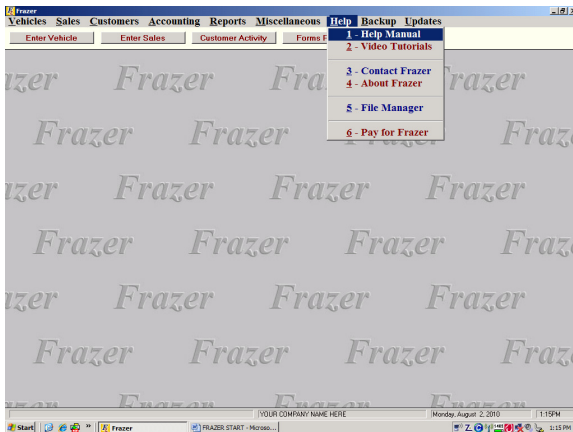 Frazer
Vehicles Sales Customers Accounting Reports Miscellaneous Help Backup Updates
Enter Vehicle Enter Sales Customer Activity Forms
1 - Help Manual
2 - Video Tutorials
3 - Contact Frazer
4 - About Frazer
5 - File Manager
6 - Pay for Frazer
Frazer Frazer
Frazer Frazer
Frazer Frazer Frazer
Frazer Frazer Frazer
Frazer Frazer Frazer
Frazer Frazer Frazer
YOUR COMPANY NAME HERE Monday, August 2, 2010 1:15PM
Start Frazer FRAZER START - Microso... 1:15 PM